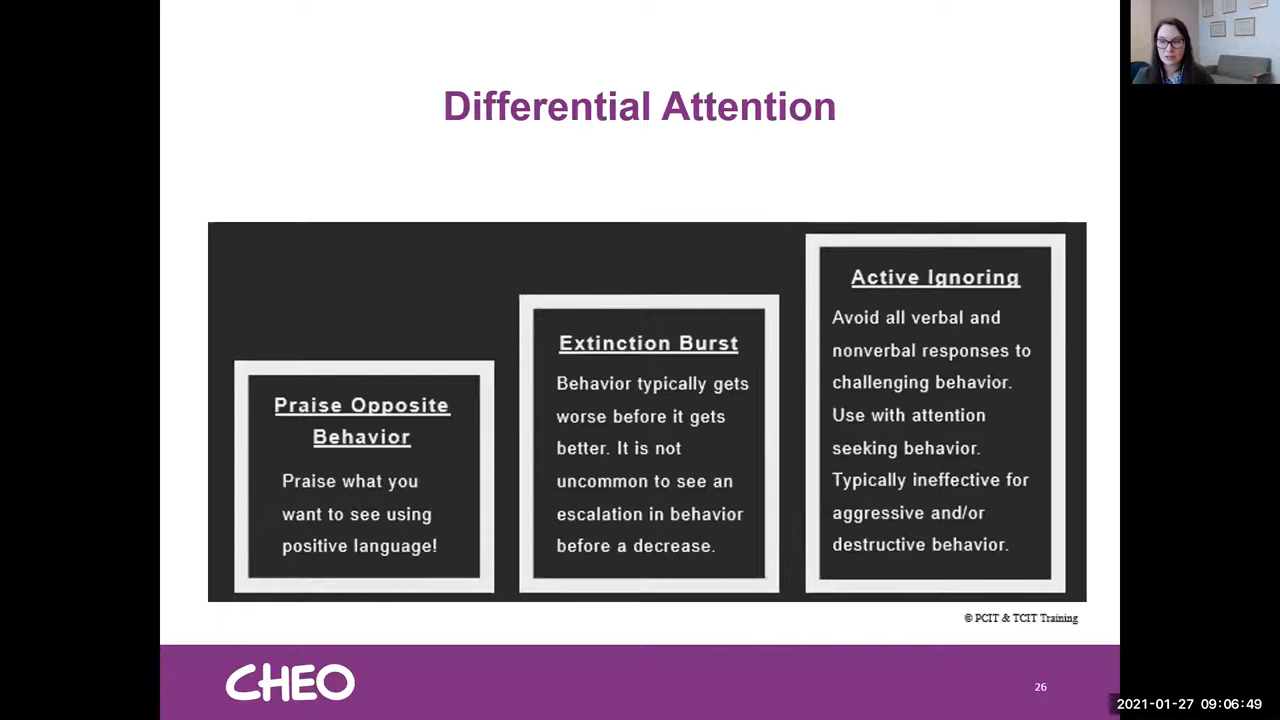 Differential Attention
Praise Opposite
Behavior
Praise what you
want to see using
positive language!
Extinction Burst
Behavior typically gets
worse before it gets
better. It is not
uncommon to see an
escalation in behavior
before a decrease.
Active Ignoring
Avoid all verbal and
nonverbal responses to
challenging behavior.
Use with attention
seeking behavior.
Typically ineffective for
aggressive and/or
destructive behavior.
© PCIT & TCIT Training
CHEO
26
2021-01-27 09:06:49